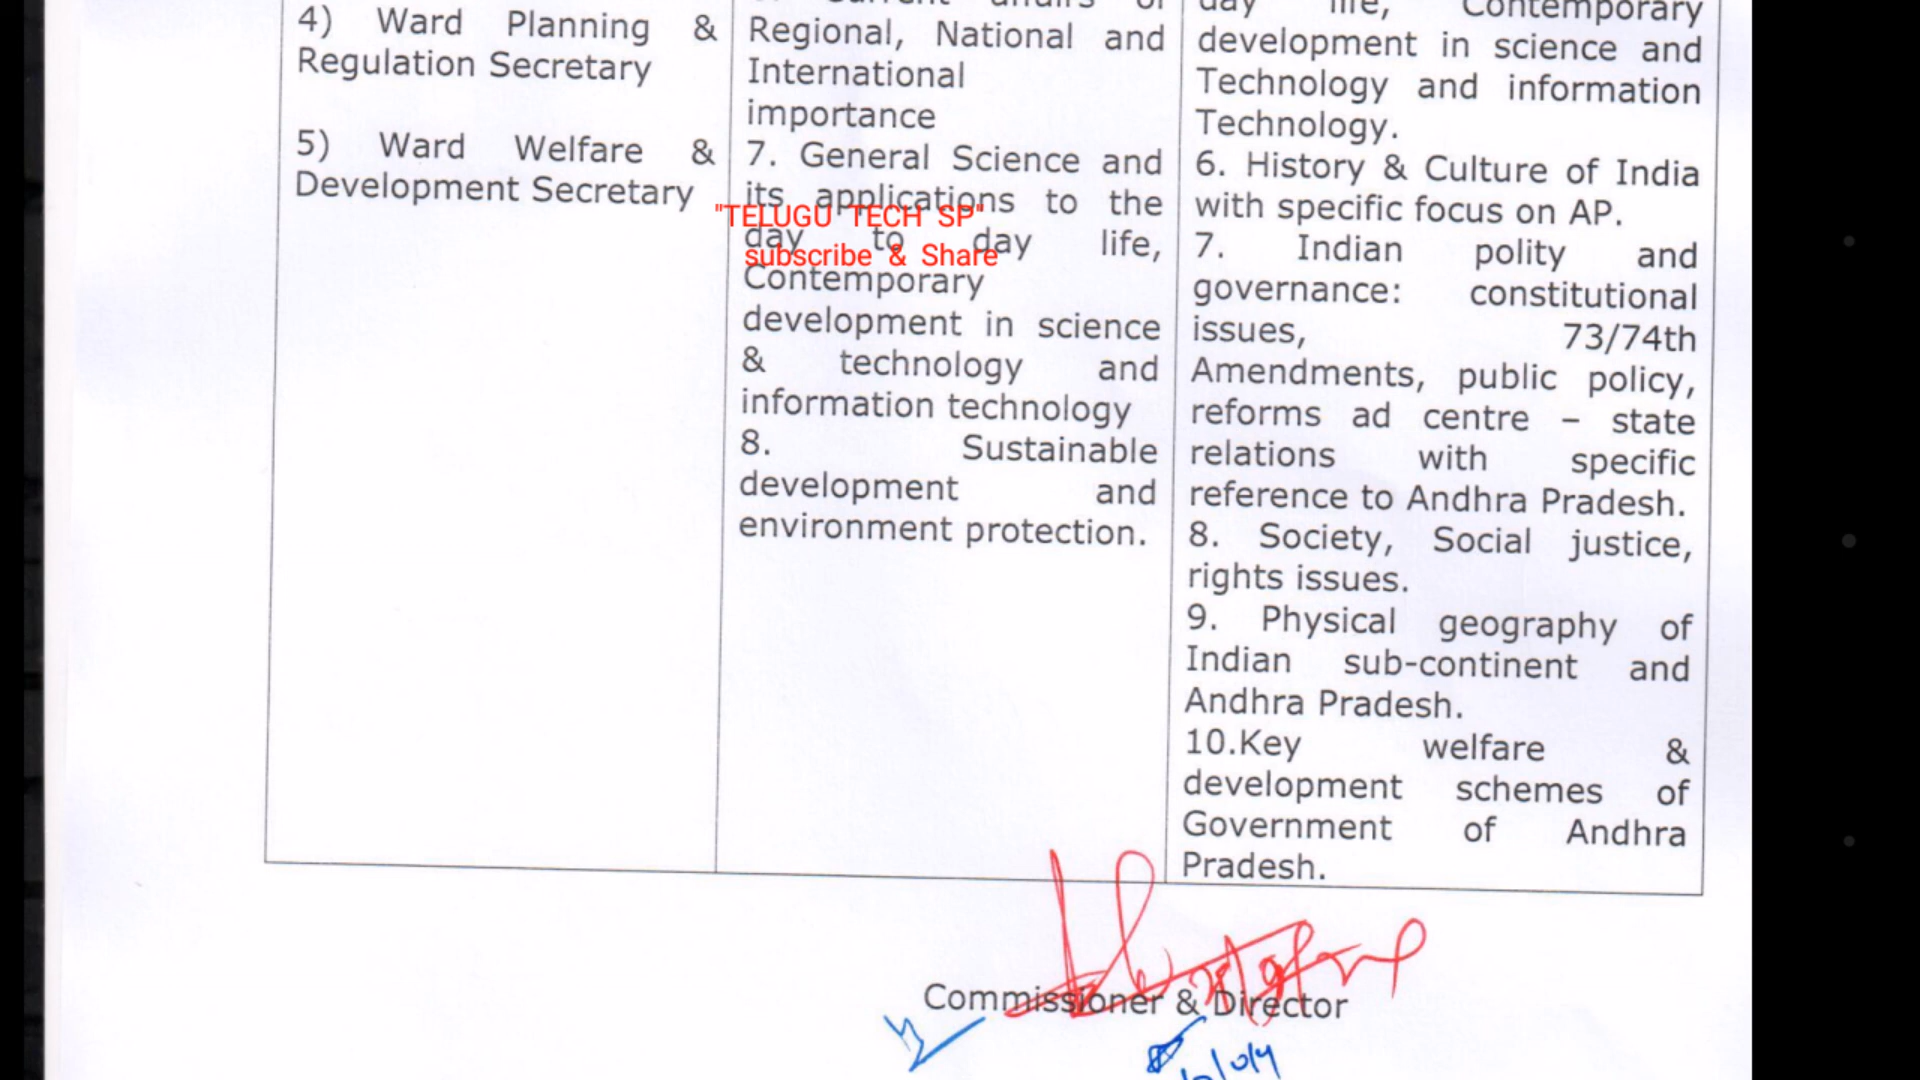 4) Ward Planning &
Regulation Secretary
5) Ward Welfare &
Development Secretary
Current affairs of
Regional, National and
International
importance
7. General Science and
its applications to the
day to day life,
Contemporary
development in science
& technology and
information technology
8. Sustainable
development and
environment protection.
"TELUGU TECH SP"
subscribe & Share
day life, Contemporary
development in science and
Technology and information
Technology.
6. History & Culture of India
with specific focus on AP.
7. Indian polity and
governance: constitutional
issues, 73/74th
Amendments, public policy,
reforms ad centre – state
relations with specific
reference to Andhra Pradesh.
8. Society, Social justice,
rights issues.
9. Physical geography of
Indian sub-continent and
Andhra Pradesh.
10.Key welfare &
development schemes of
Government of Andhra
Pradesh.
Commissioner & Director